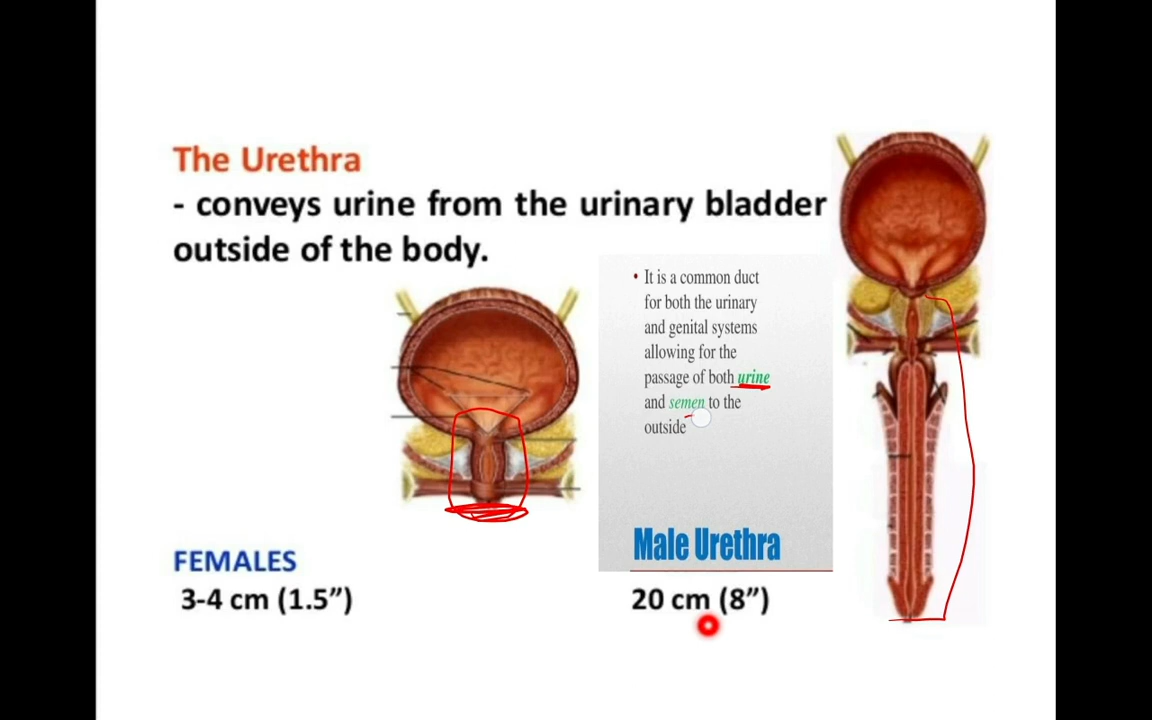 The Urethra
- conveys urine from the urinary bladder
outside of the body.
• It is a common duct
for both the urinary
and genital systems
allowing for the
passage of both urine
and semen to the
outside
Male Urethra
FEMALES
3-4 cm (1.5”)
20 cm (8”)